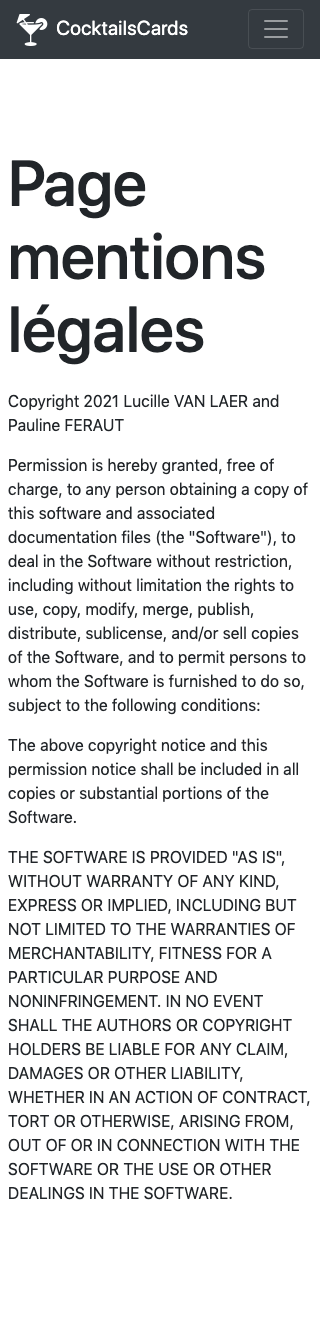 CocktailsCards
Page
mentions
légales
Copyright 2021 Lucille VAN LAER and
Pauline FERAUT
Permission is hereby granted, free of
charge, to any person obtaining a copy of
this software and associated
documentation files (the "Software"), to
deal in the Software without restriction,
including without limitation the rights to
use, copy, modify, merge, publish,
distribute, sublicense, and/or sell copies
of the Software, and to permit persons to
whom the Software is furnished to do so,
subject to the following conditions:
The above copyright notice and this
permission notice shall be included in all
copies or substantial portions of the
Software.
THE SOFTWARE IS PROVIDED "AS IS",
WITHOUT WARRANTY OF ANY KIND,
EXPRESS OR IMPLIED, INCLUDING BUT
NOT LIMITED TO THE WARRANTIES OF
MERCHANTABILITY, FITNESS FOR A
PARTICULAR PURPOSE AND
NONINFRINGEMENT. IN NO EVENT
SHALL THE AUTHORS OR COPYRIGHT
HOLDERS BE LIABLE FOR ANY CLAIM,
DAMAGES OR OTHER LIABILITY,
WHETHER IN AN ACTION OF CONTRACT,
TORT OR OTHERWISE, ARISING FROM,
OUT OF OR IN CONNECTION WITH THE
SOFTWARE OR THE USE OR OTHER
DEALINGS IN THE SOFTWARE.